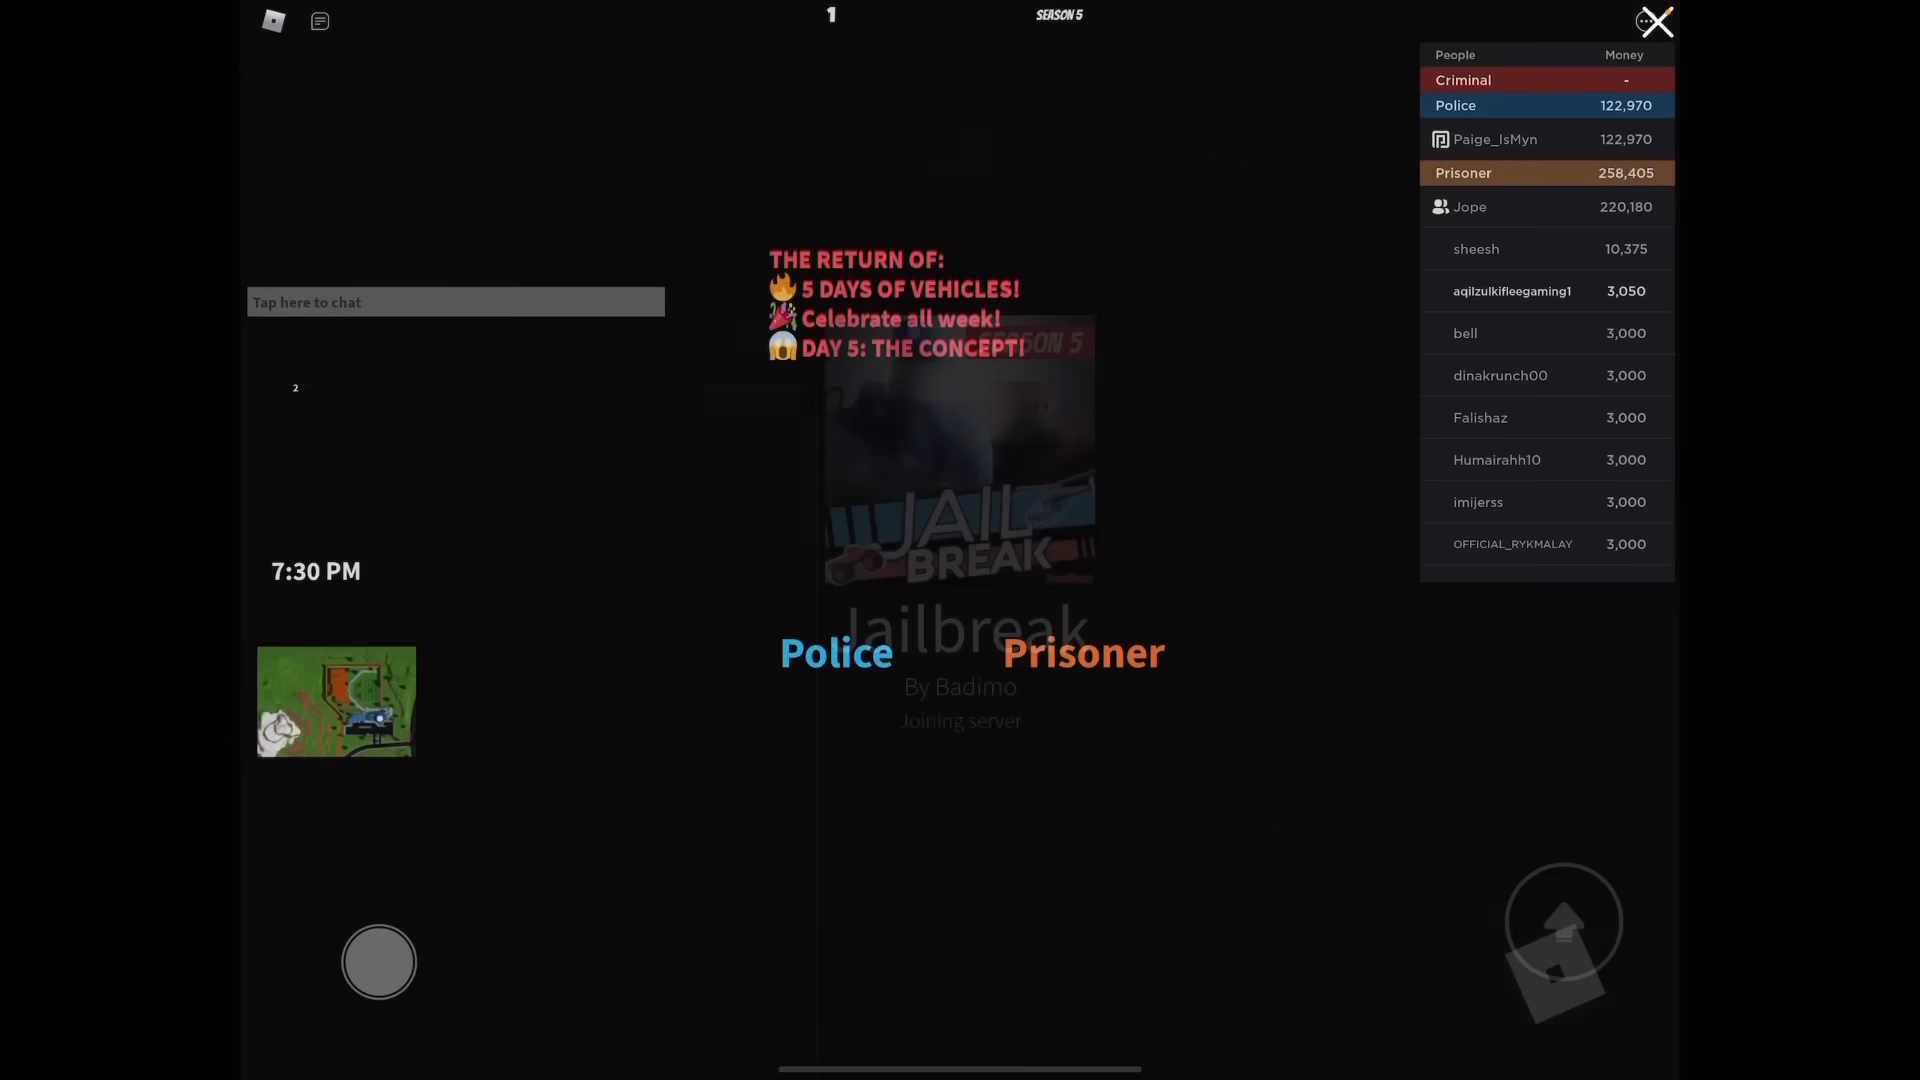 1
SEASON 5
People Money
Criminal -
Police 122,970
Paige_IsMyn 122,970
Prisoner 258,405
Jope 220,180
sheesh 10,375
aqilzulkifleegaming1 3,050
bell 3,000
dinakrunch00 3,000
Falishaz 3,000
Humairahh10 3,000
imijerss 3,000
OFFICIAL_RYKMALAY 3,000
Tap here to chat
2
7:30 PM
THE RETURN OF:
🔥 5 DAYS OF VEHICLES!
🎉 Celebrate all week!
😱 DAY 5: THE CONCEPT!
SEASON 5
JAIL
BREAK
Jailbreak
Police Prisoner
By Badimo
Joining server